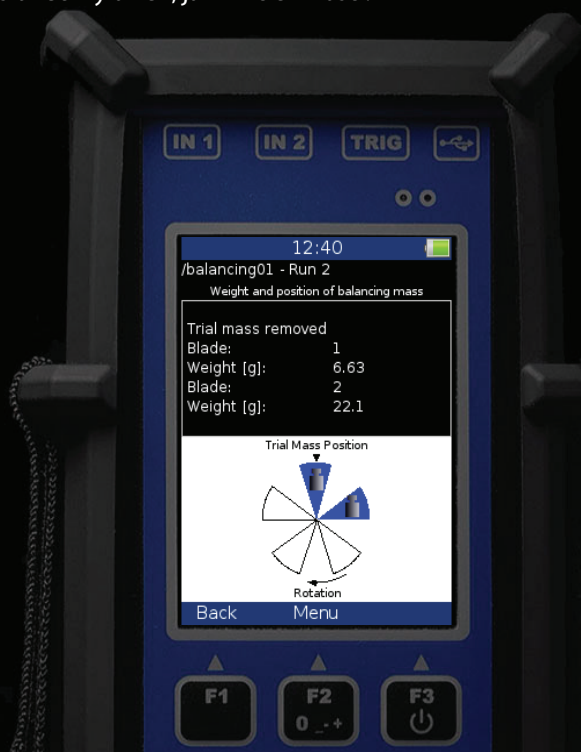 IN 1 IN 2 TRIG
12:40
/balancing01 - Run 2
Weight and position of balancing mass
Trial mass removed
Blade: 1
Weight [g]: 6.63
Blade: 2
Weight [g]: 22.1
Trial Mass Position
Rotation
Back Menu
F1 F2 F3
0 _-+